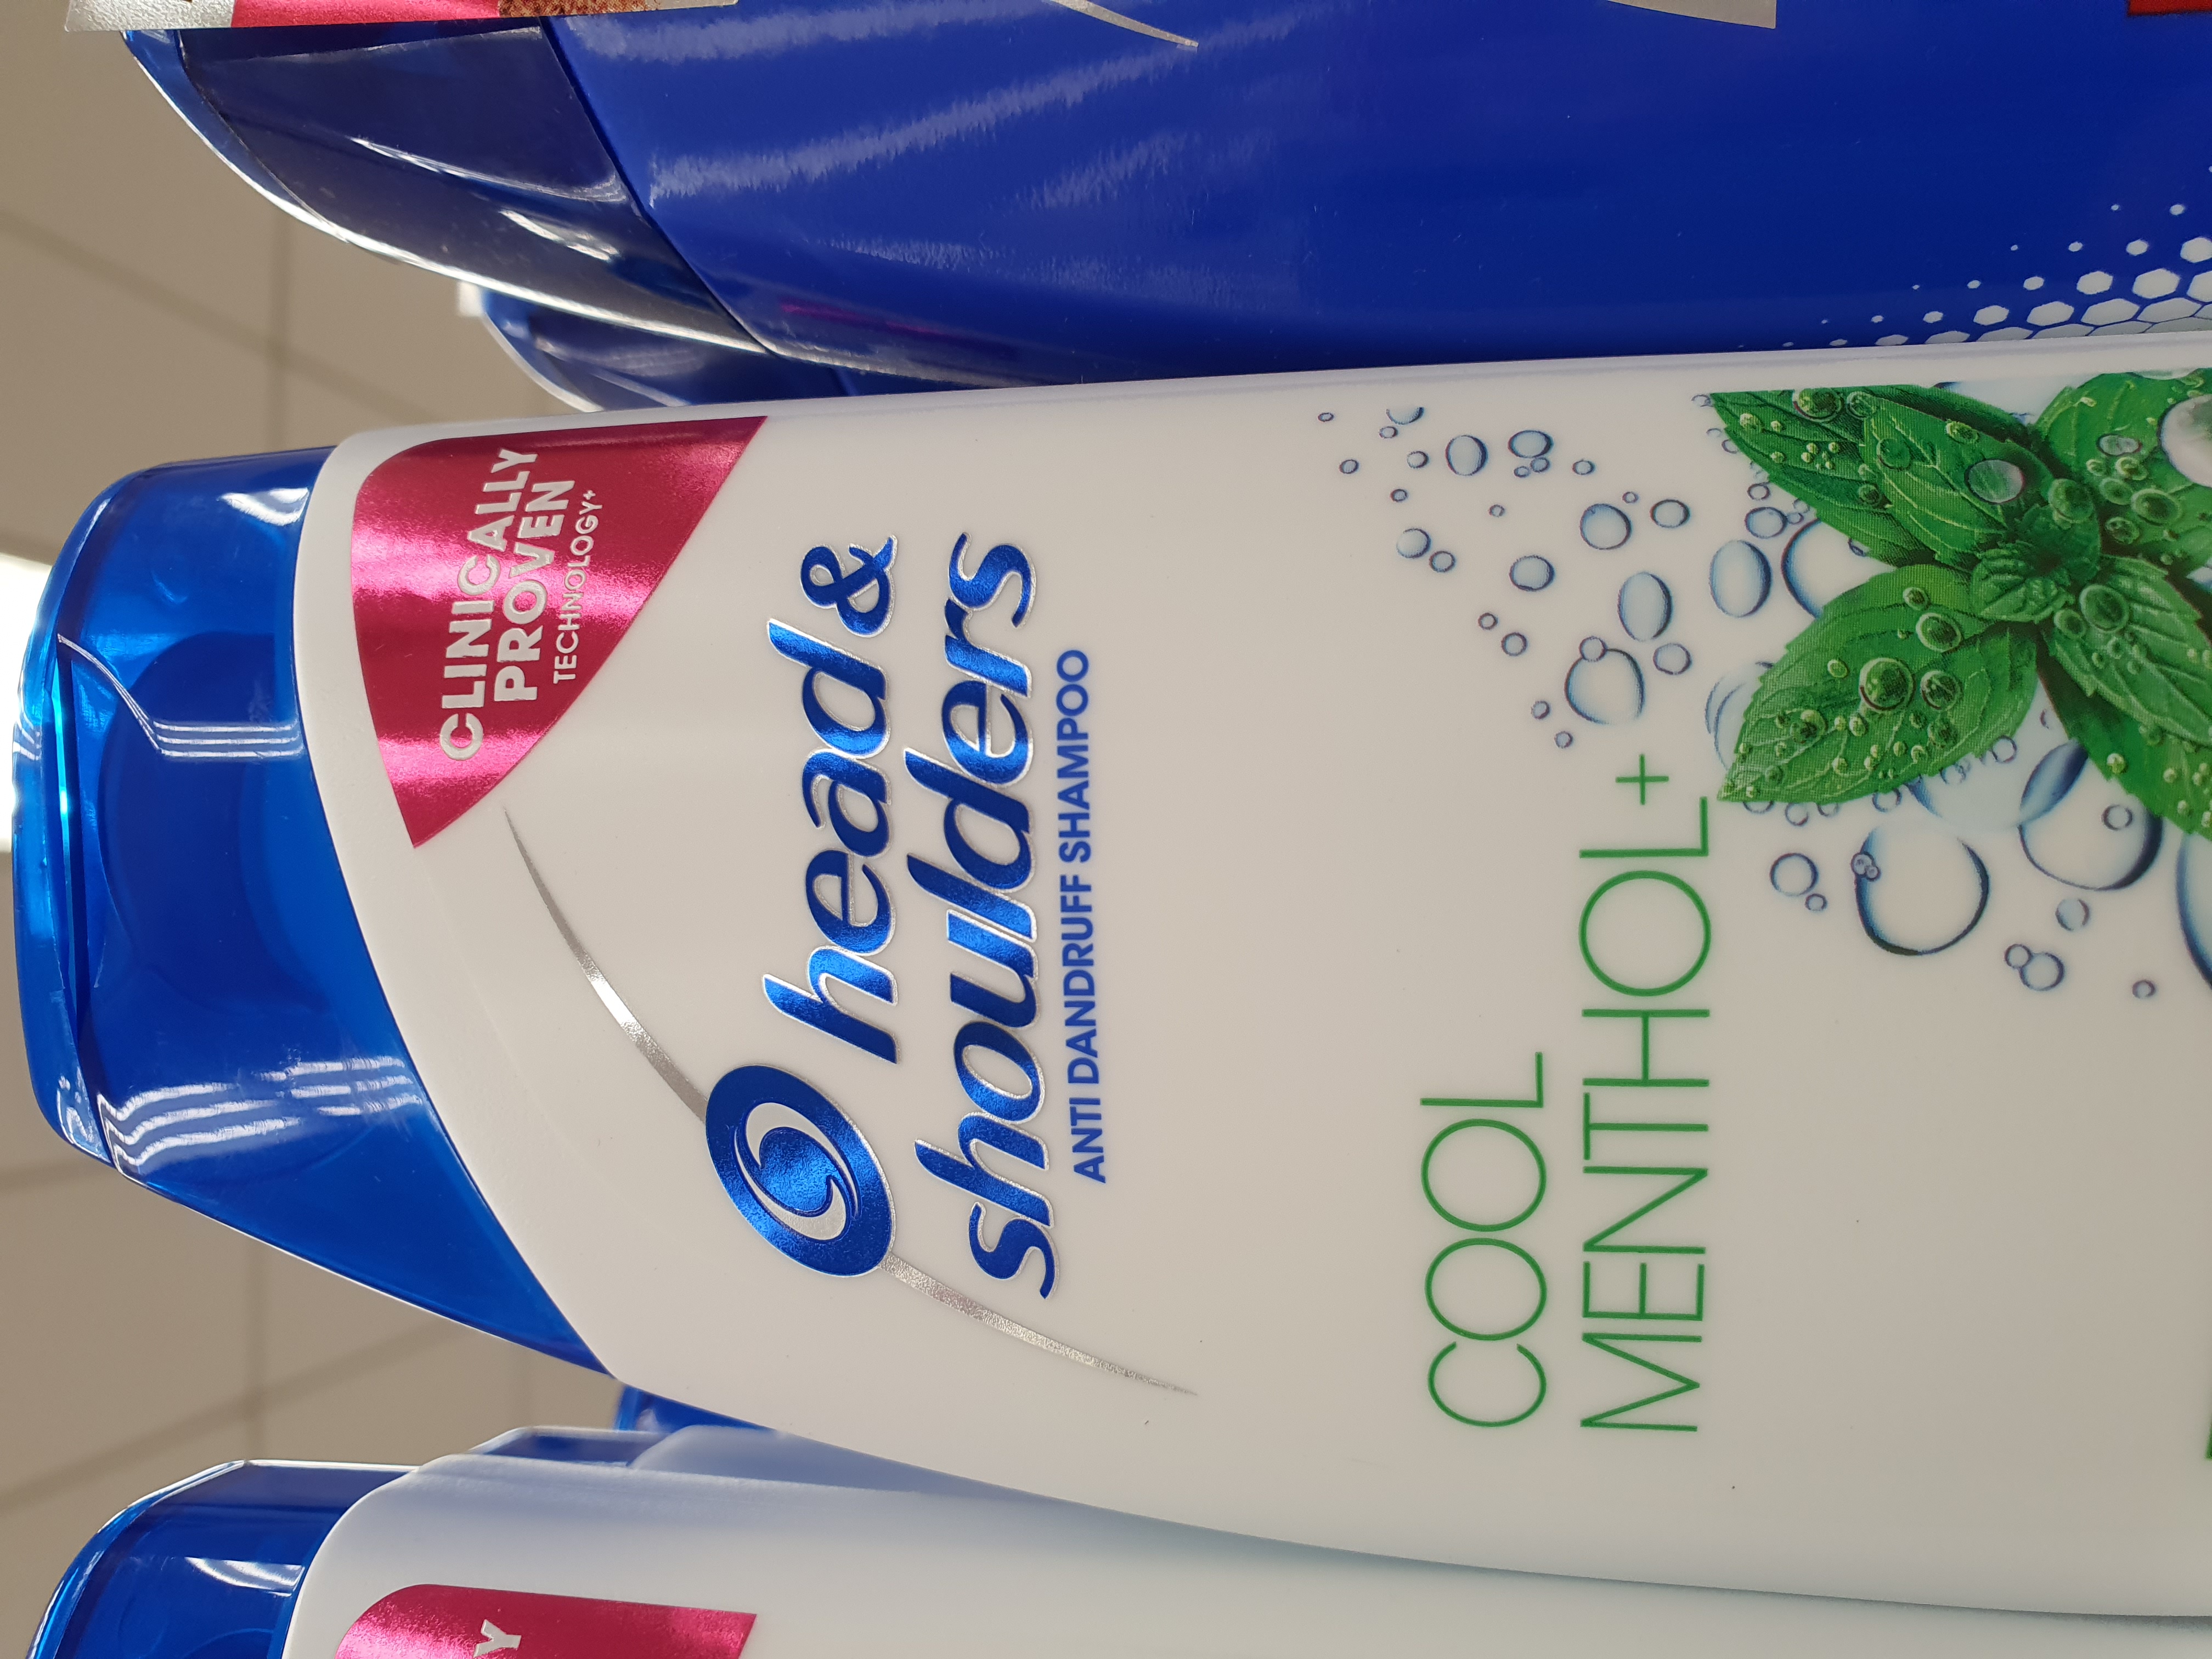 CLINICALLY
PROVEN
TECHNOLOGY+
head &
shoulders
ANTI DANDRUFF SHAMPOO
COOL
MENTHOL+